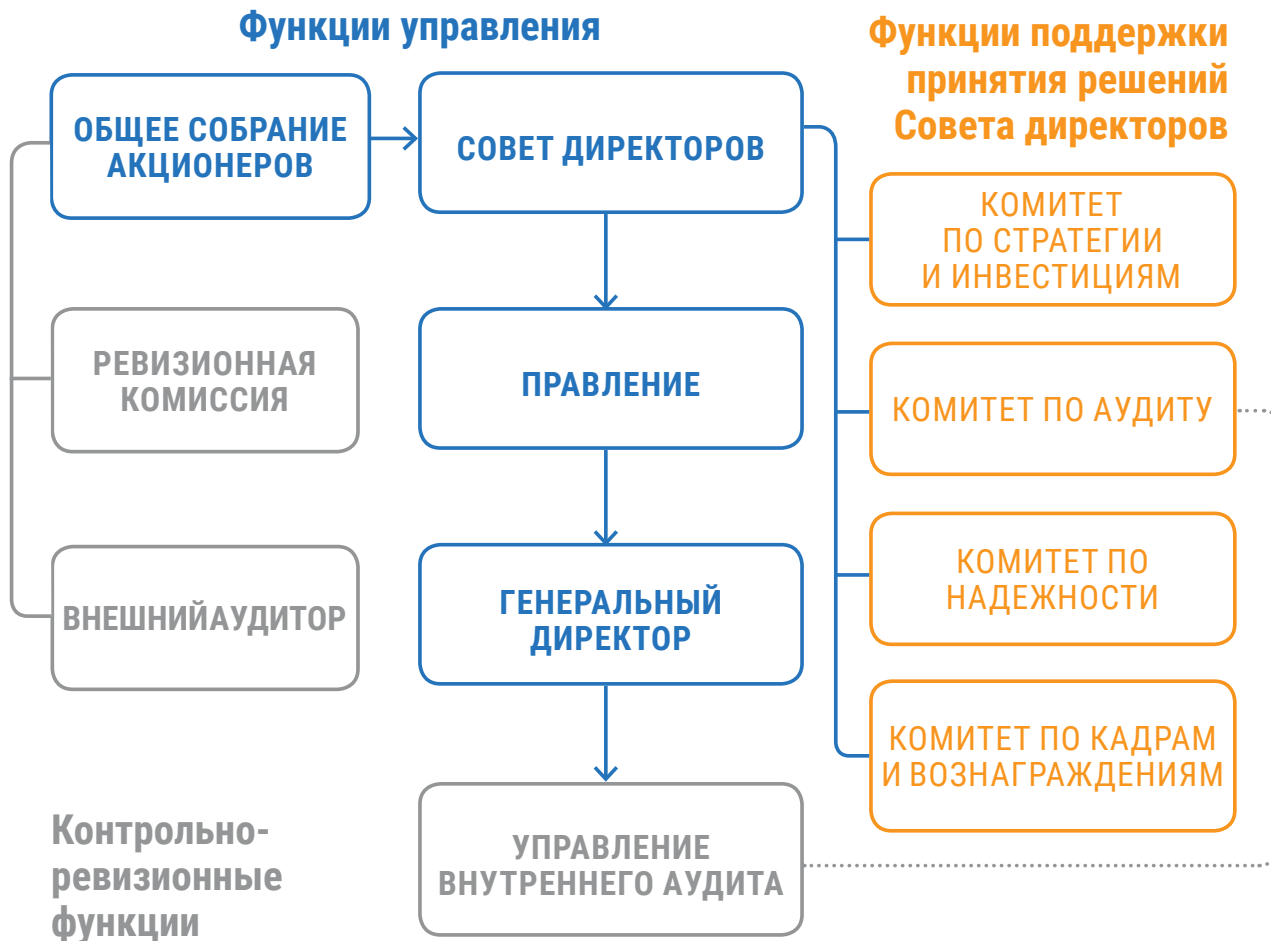 Функции управления
Функции поддержки
принятия решений
Совета директоров
ОБЩЕЕ СОБРАНИЕ
АКЦИОНЕРОВ
СОВЕТ ДИРЕКТОРОВ
КОМИТЕТ
ПО СТРАТЕГИИ
И ИНВЕСТИЦИЯМ
РЕВИЗИОННАЯ
КОМИССИЯ
ПРАВЛЕНИЕ
КОМИТЕТ ПО АУДИТУ
ВНЕШНИЙ АУДИТОР
ГЕНЕРАЛЬНЫЙ
ДИРЕКТОР
КОМИТЕТ ПО
НАДЕЖНОСТИ
КОМИТЕТ ПО КАДРАМ
И ВОЗНАГРАЖДЕНИЯМ
Контрольно-
ревизионные
функции
УПРАВЛЕНИЕ
ВНУТРЕННЕГО АУДИТА